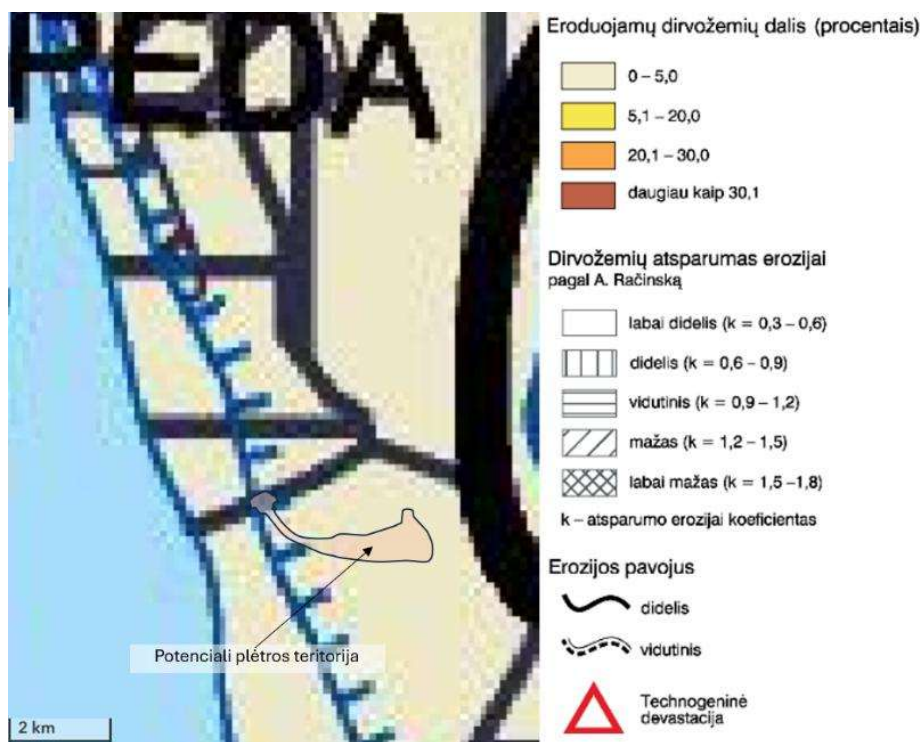 PEDA
Potenciali plėtros teritorija
2 km
Eroduojamų dirvožemių dalis (procentais)
0 – 5,0
5,1 – 20,0
20,1 – 30,0
daugiau kaip 30,1
Dirvožemių atsparumas erozijai
pagal A. Račinską
labai didelis (k = 0,3 – 0,6)
didelis (k = 0,6 – 0,9)
vidutinis (k = 0,9 – 1,2)
mažas (k = 1,2 – 1,5)
labai mažas (k = 1,5 –1,8)
k – atsparumo erozijai koeficientas
Erozijos pavojus
didelis
vidutinis
Technogeninė
devastacija